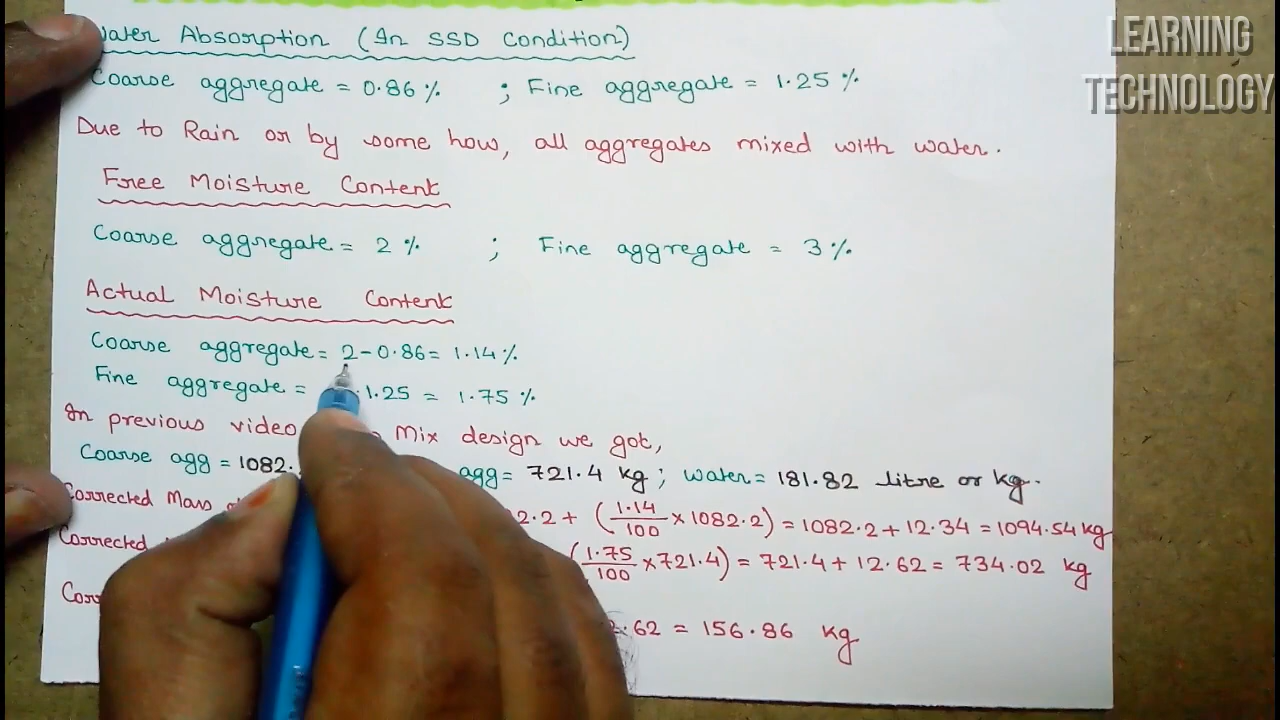 LEARNING
TECHNOLOGY
Water Absorption (In SSD Condition)
Coarse aggregate = 0.86 % ; Fine aggregate = 1.25 %
Due to Rain or by some how, all aggregates mixed with water.
Free Moisture Content
Coarse aggregate = 2 % ; Fine aggregate = 3 %
Actual Moisture Content
Coarse aggregate = 2 - 0.86 = 1.14 %
Fine aggregate = 1.25 = 1.75 %
In previous video Mix design we got,
Coarse agg = 1082. agg = 721.4 kg ; water = 181.82 litre or kg.
Corrected Mass 82.2 + (1.14/100 × 1082.2) = 1082.2 + 12.34 = 1094.54 kg
Corrected (1.75/100 × 721.4) = 721.4 + 12.62 = 734.02 kg
2.62 = 156.86 kg